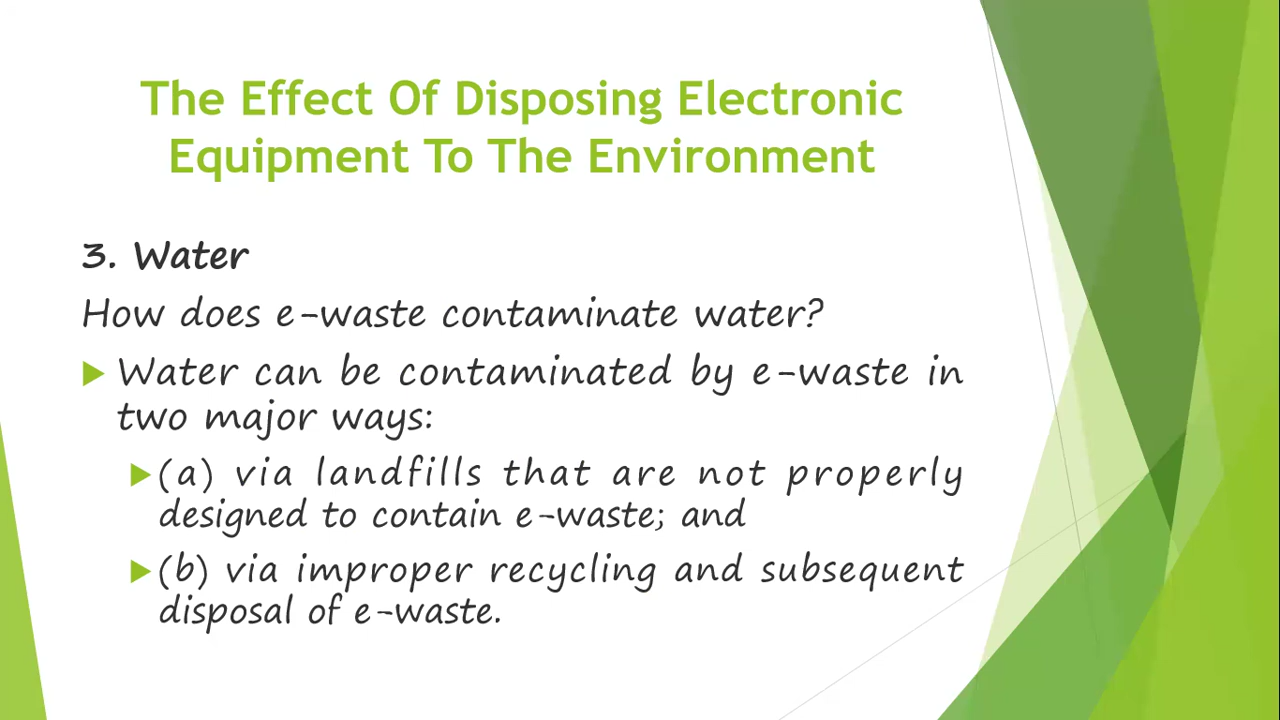 The Effect Of Disposing Electronic
Equipment To The Environment
3. Water
How does e-waste contaminate water?
Water can be contaminated by e-waste in
two major ways:
(a) via landfills that are not properly
designed to contain e-waste; and
(b) via improper recycling and subsequent
disposal of e-waste.